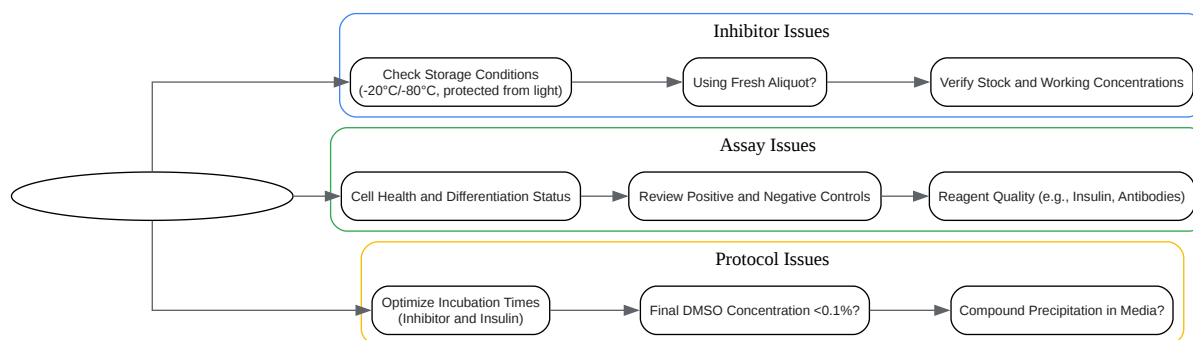 Inhibitor Issues
Check Storage Conditions
(-20°C/-80°C, protected from light)
Using Fresh Aliquot?
Verify Stock and Working Concentrations
Assay Issues
Cell Health and Differentiation Status
Review Positive and Negative Controls
Reagent Quality (e.g., Insulin, Antibodies)
Protocol Issues
Optimize Incubation Times
(Inhibitor and Insulin)
Final DMSO Concentration <0.1%?
Compound Precipitation in Media?